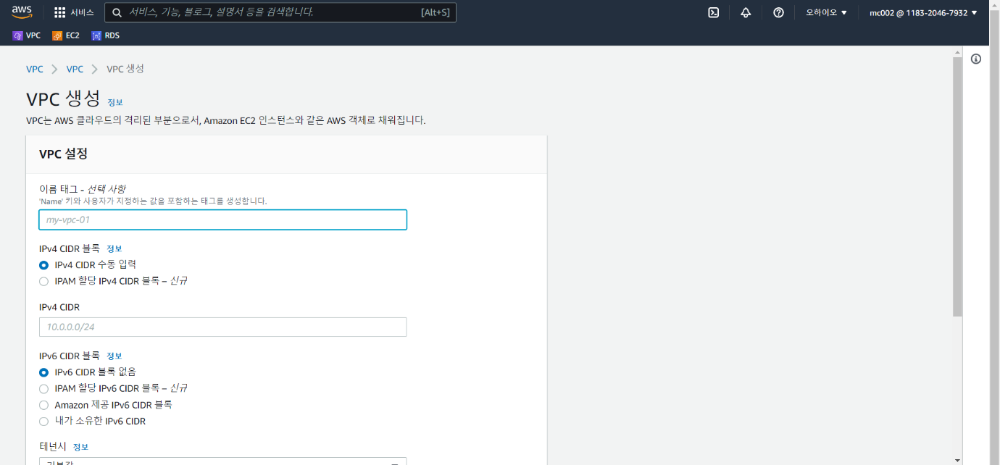 aws
서비스
서비스, 기능, 블로그, 설명서 등을 검색합니다.
[Alt+S]
오하이오
mc002 @ 1183-2046-7932
VPC
EC2
RDS
VPC > VPC > VPC 생성
VPC 생성 정보
VPC는 AWS 클라우드의 격리된 부분으로서, Amazon EC2 인스턴스와 같은 AWS 객체로 채워집니다.
VPC 설정
이름 태그 - 선택 사항
'Name' 키와 사용자가 지정하는 값을 포함하는 태그를 생성합니다.
my-vpc-01
IPv4 CIDR 블록 정보
IPv4 CIDR 수동 입력
IPAM 할당 IPv4 CIDR 블록 – 신규
IPv4 CIDR
10.0.0.0/24
IPv6 CIDR 블록 정보
IPv6 CIDR 블록 없음
IPAM 할당 IPv6 CIDR 블록 – 신규
Amazon 제공 IPv6 CIDR 블록
내가 소유한 IPv6 CIDR
테넌시 정보
기본값